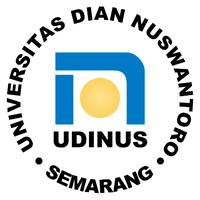 UNIVERSITAS DIAN NUSWANTORO
UDINUS
• SEMARANG •